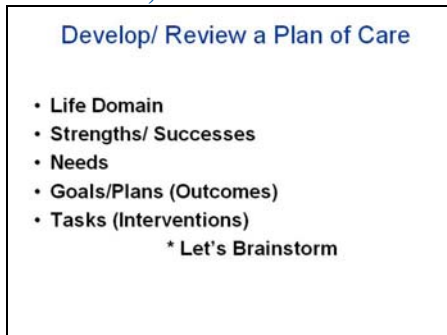 Develop/ Review a Plan of Care
• Life Domain
• Strengths/ Successes
• Needs
• Goals/Plans (Outcomes)
• Tasks (Interventions)
* Let's Brainstorm